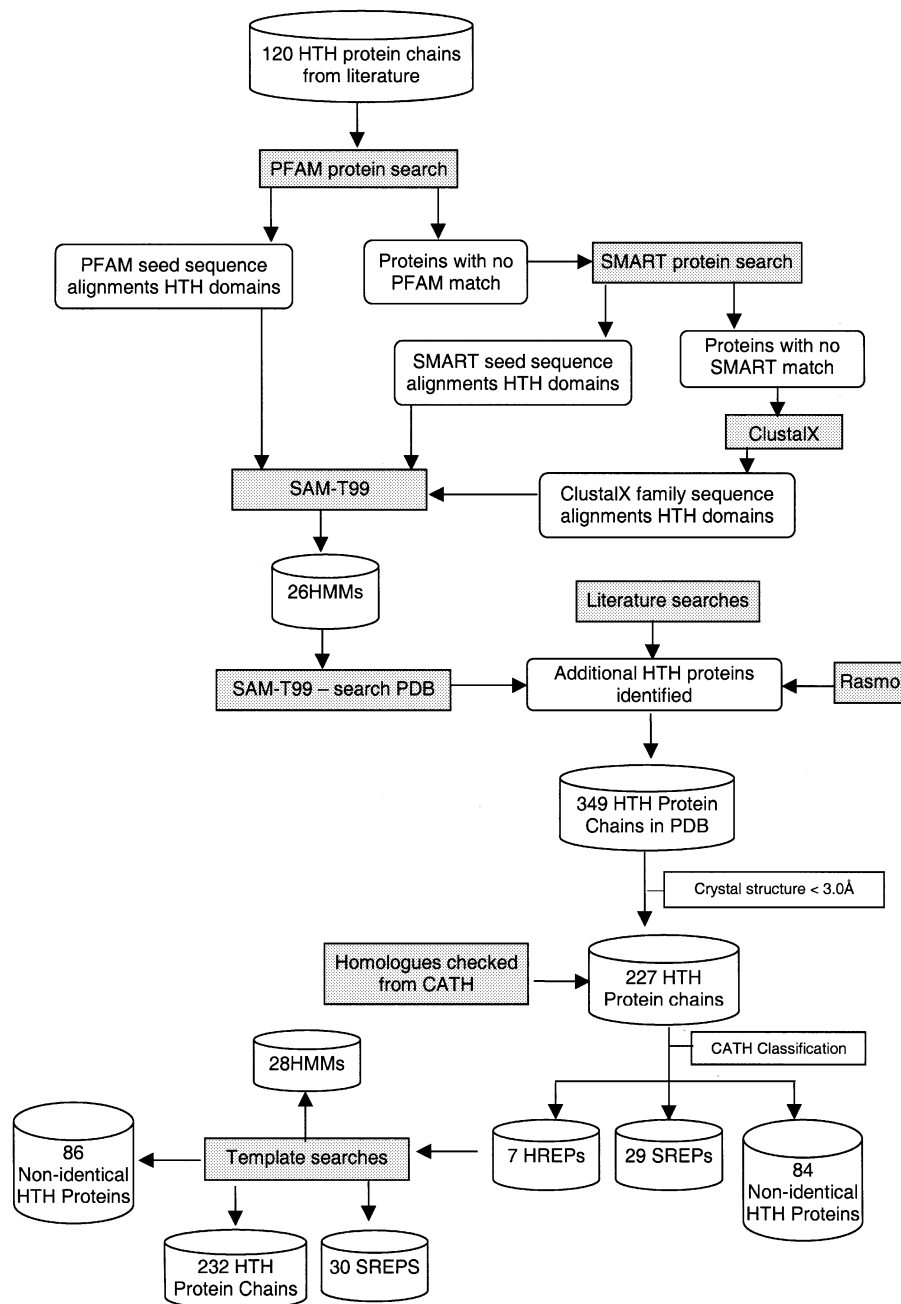 120 HTH protein chains
from literature
PFAM protein search
PFAM seed sequence
alignments HTH domains
Proteins with no
PFAM match
SMART protein search
SMART seed sequence
alignments HTH domains
Proteins with no
SMART match
ClustalX
SAM-T99
ClustalX family sequence
alignments HTH domains
26HMMs
Literature searches
SAM-T99 – search PDB
Additional HTH proteins
identified
Rasmo
349 HTH Protein
Chains in PDB
Crystal structure < 3.0Å
Homologues checked
from CATH
227 HTH
Protein chains
28HMMs
CATH Classification
86
Non-identical
HTH Proteins
Template searches
7 HREPs
29 SREPs
84
Non-identical
HTH Proteins
232 HTH
Protein Chains
30 SREPS